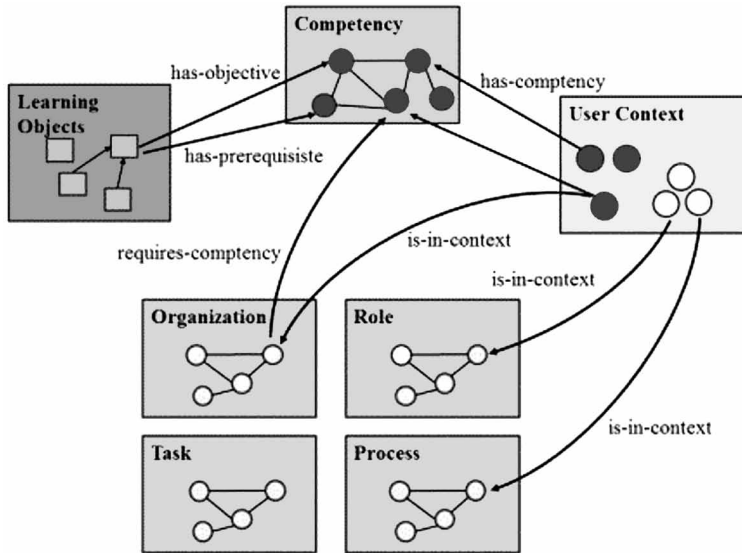 Competency
has-objective
has-comptency
Learning
Objects
User Context
has-prerequisiste
requires-comptency
is-in-context
is-in-context
Organization
Role
is-in-context
Task
Process